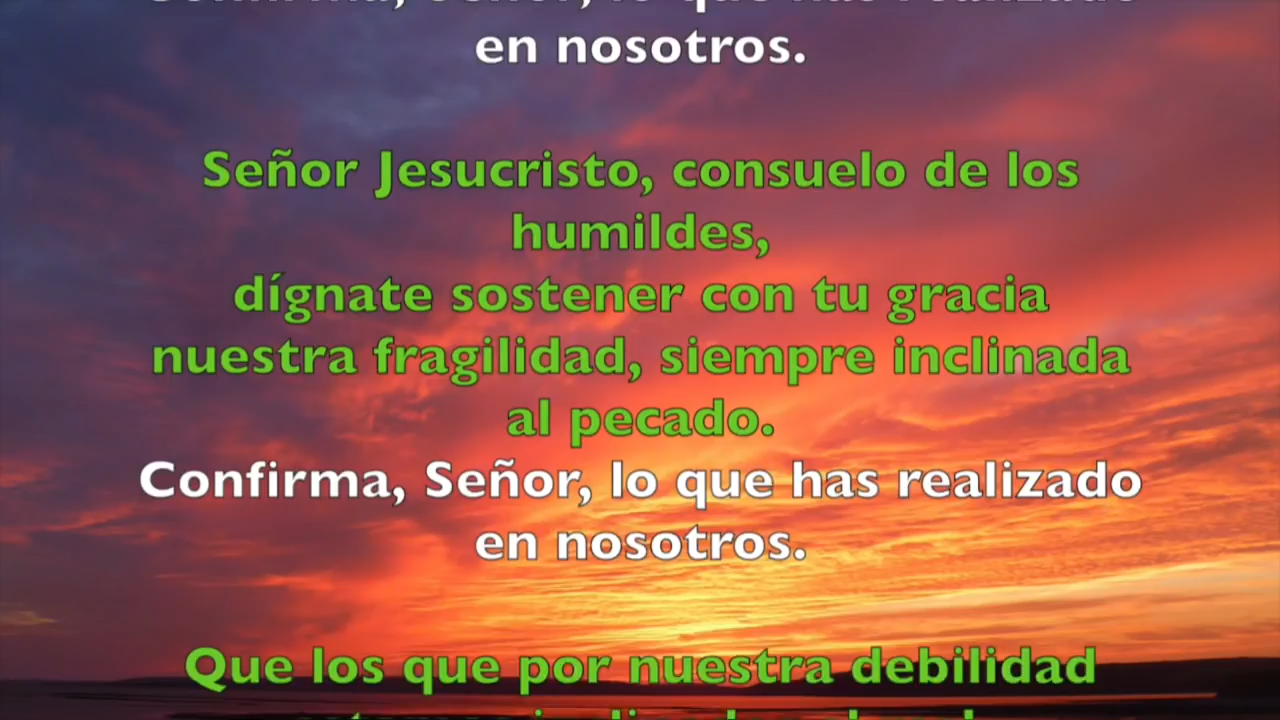 en nosotros.
Señor Jesucristo, consuelo de los
humildes,
dígnate sostener con tu gracia
nuestra fragilidad, siempre inclinada
al pecado.
Confirma, Señor, lo que has realizado
en nosotros.
Que los que por nuestra debilidad